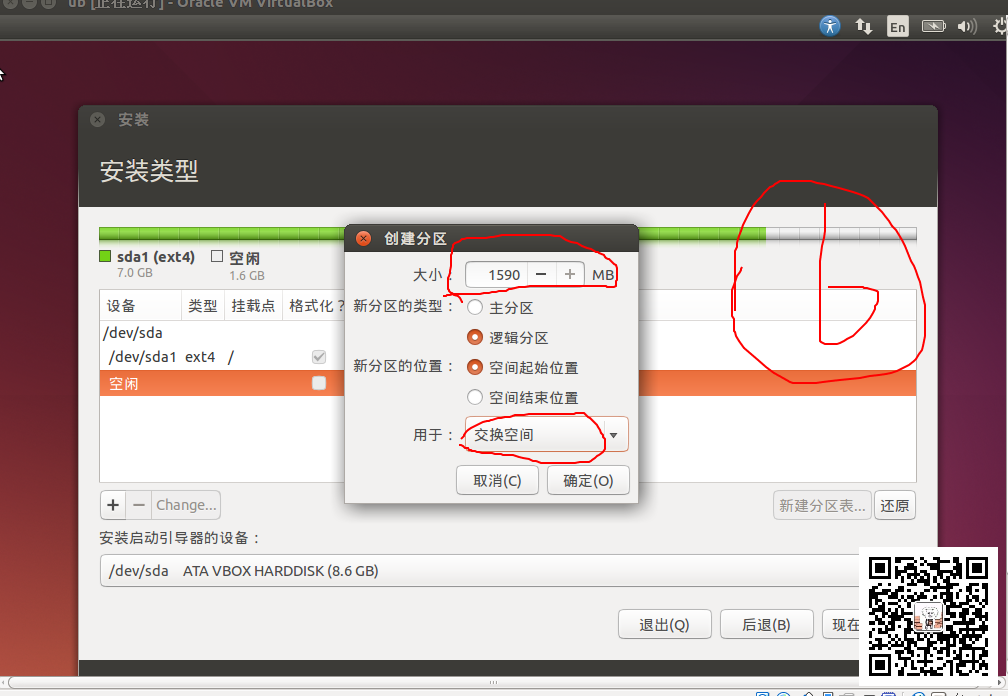 ub [正在运行] - Oracle VM VirtualBox
En
安装
安装类型
sda1 (ext4)
7.0 GB
空闲
1.6 GB
设备 类型 挂载点 格式化?
/dev/sda
/dev/sda1 ext4 /
空闲
创建分区
大小: 1590 − + MB
新分区的类型: 主分区
逻辑分区
新分区的位置: 空间起始位置
空间结束位置
用于: 交换空间
取消(C) 确定(O)
b
+ − Change... 新建分区表... 还原
安装启动引导器的设备:
/dev/sda ATA VBOX HARDDISK (8.6 GB)
退出(Q) 后退(B) 现在